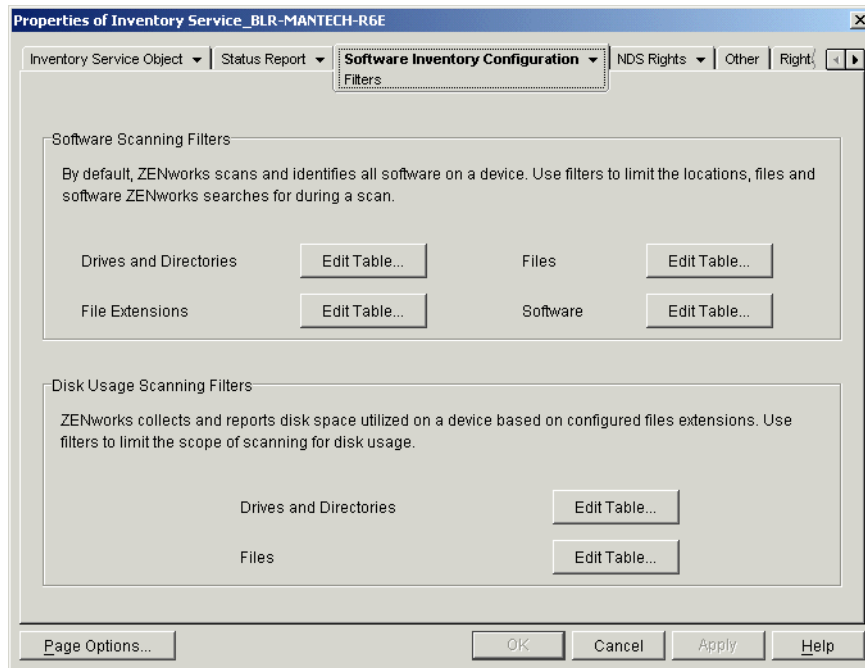 Properties of Inventory Service_BLR-MANTECH-R6E
Inventory Service Object
Status Report
Software Inventory Configuration
NDS Rights
Other
Filters
Software Scanning Filters
By default, ZENworks scans and identifies all software on a device. Use filters to limit the locations, files and
software ZENworks searches for during a scan.
Drives and Directories Edit Table... Files Edit Table...
File Extensions Edit Table... Software Edit Table...
Disk Usage Scanning Filters
ZENworks collects and reports disk space utilized on a device based on configured files extensions. Use
filters to limit the scope of scanning for disk usage.
Drives and Directories Edit Table...
Files Edit Table...
Page Options... OK Cancel Apply Help